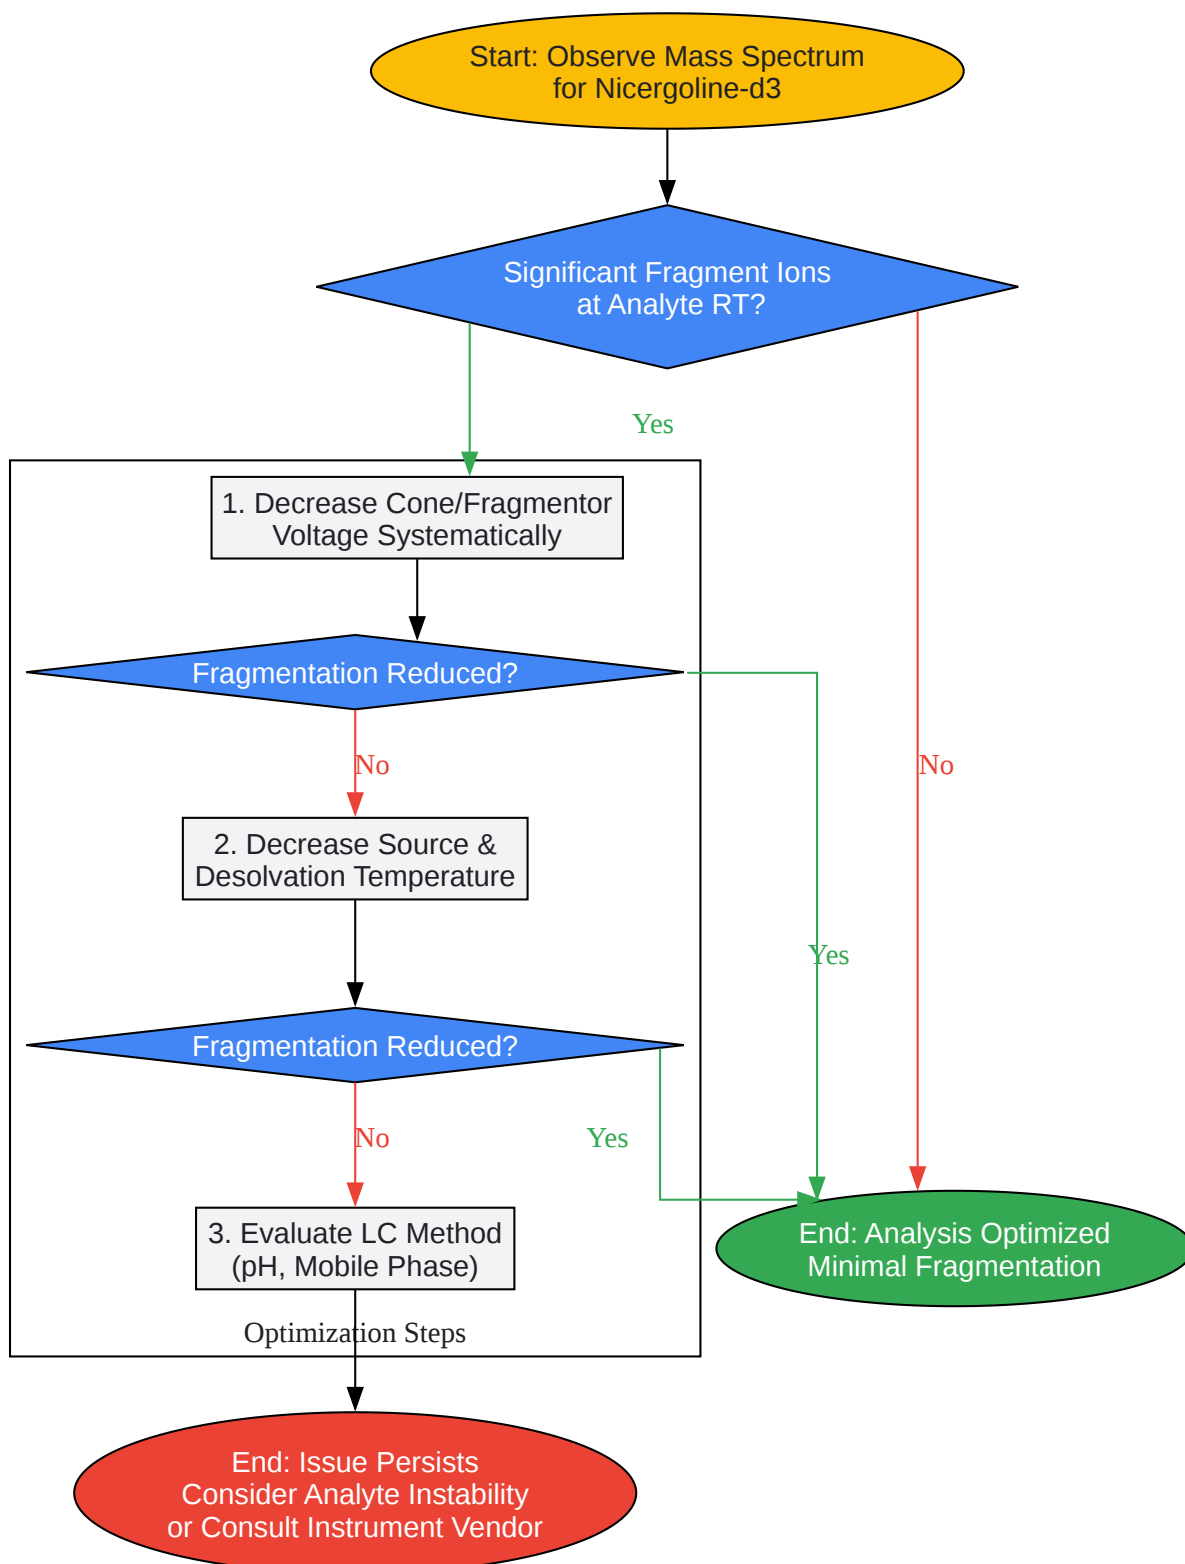 Start: Observe Mass Spectrum
for Nicergoline-d3
Significant Fragment Ions
at Analyte RT?
Yes
1. Decrease Cone/Fragmentor
Voltage Systematically
Fragmentation Reduced?
No
No
2. Decrease Source &
Desolvation Temperature
Yes
Fragmentation Reduced?
No
Yes
3. Evaluate LC Method
(pH, Mobile Phase)
End: Analysis Optimized
Minimal Fragmentation
Optimization Steps
End: Issue Persists
Consider Analyte Instability
or Consult Instrument Vendor